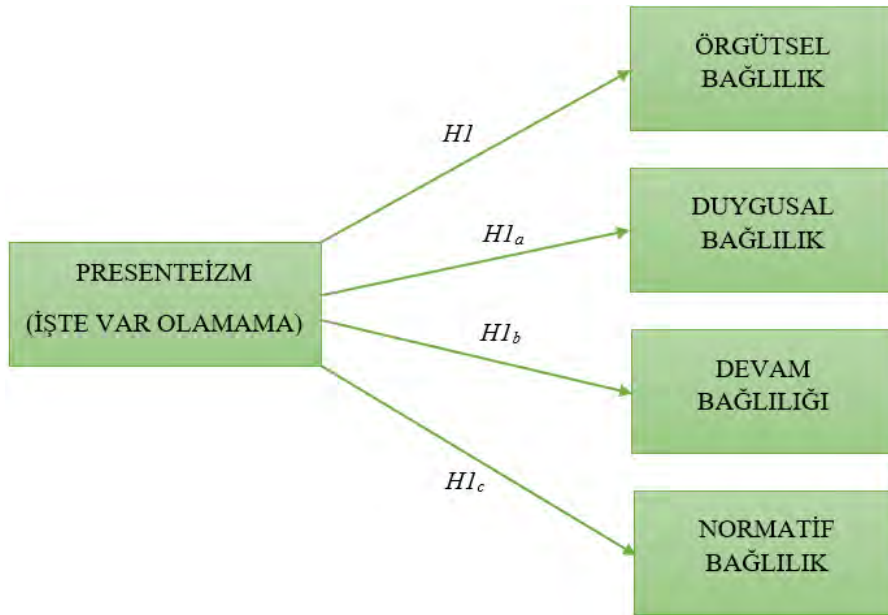 ÖRGÜTSEL
BAĞLILIK
H1
DUYGUSAL
BAĞLILIK
H1a
PRESENTEİZM
(İŞTE VAR OLAMAMA)
H1b
DEVAM
BAĞLILIĞI
H1c
NORMATİF
BAĞLILIK